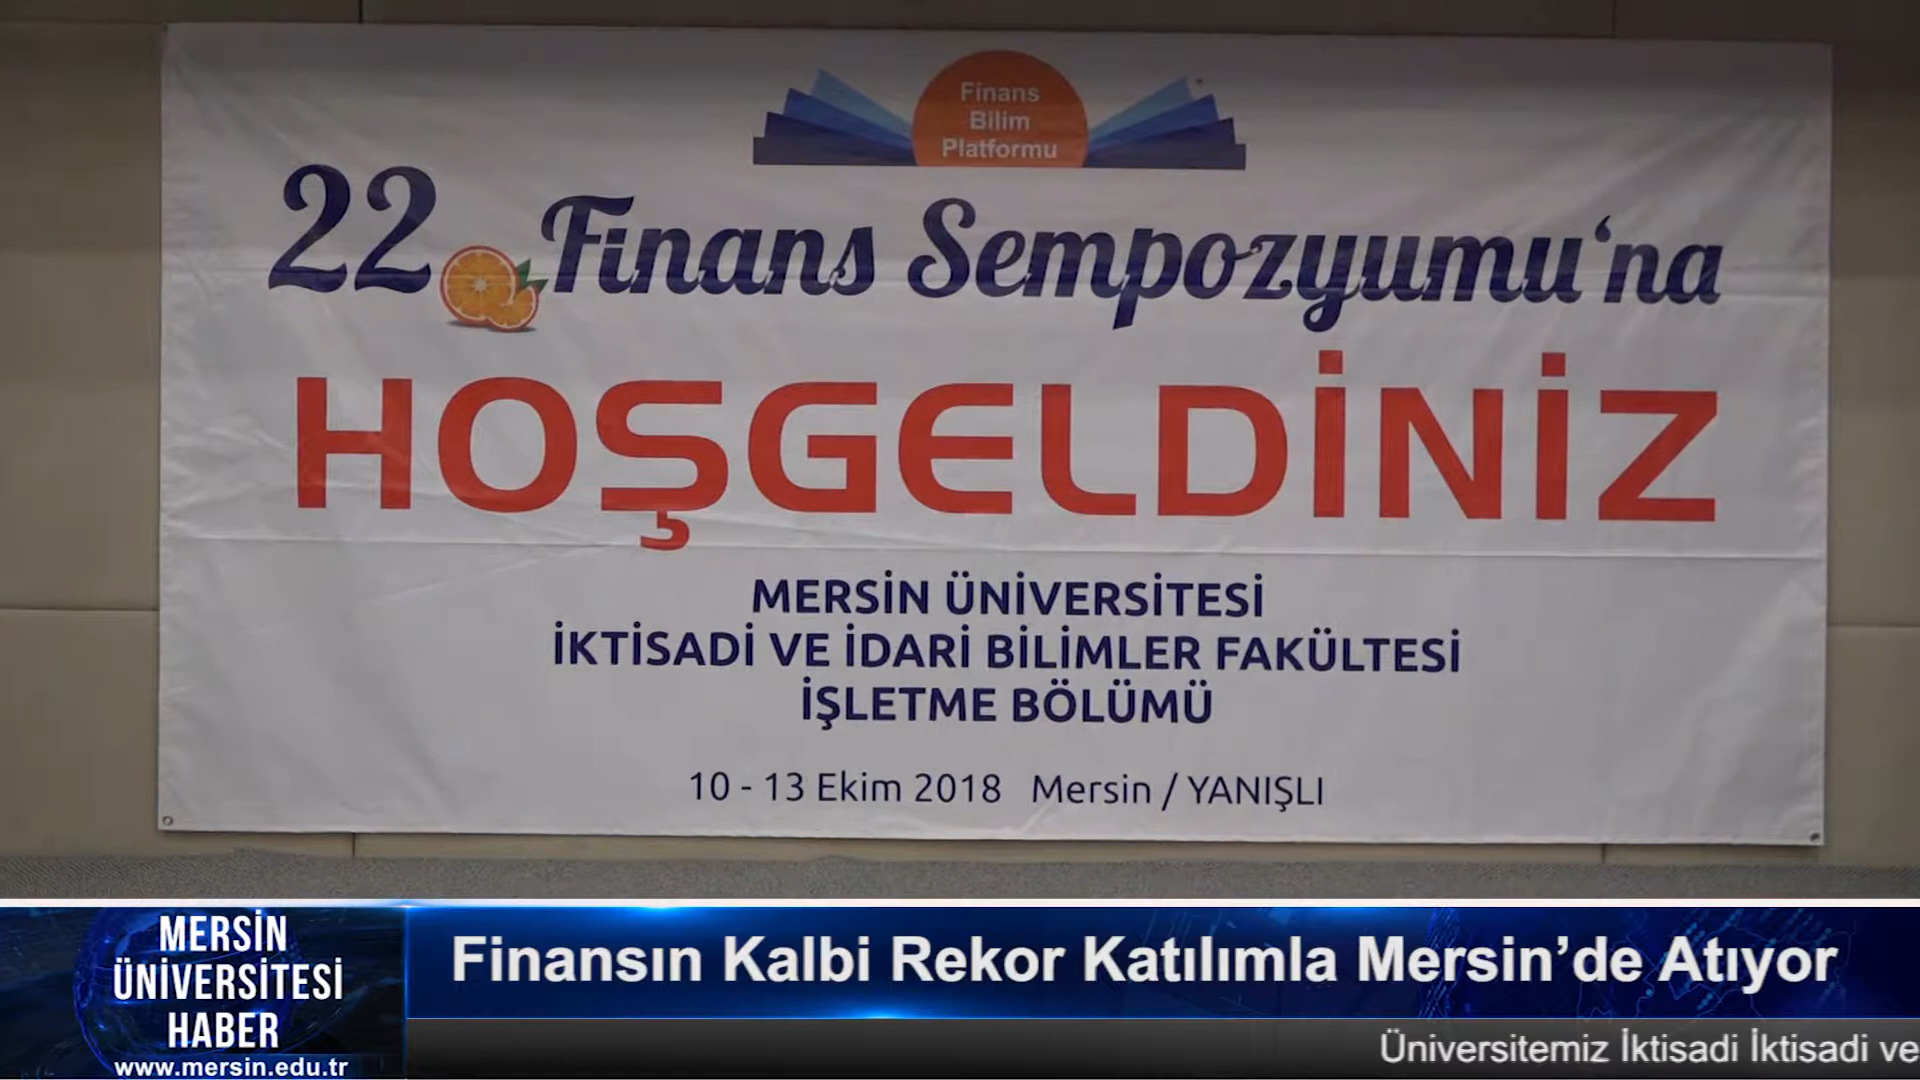 Finans
Bilim
Platformu
22. Finans Sempozyumu'na
HOŞGELDİNİZ
MERSİN ÜNİVERSİTESİ
İKTİSADİ VE İDARİ BİLİMLER FAKÜLTESİ
İŞLETME BÖLÜMÜ
10 - 13 Ekim 2018 Mersin / YANIŞLI
MERSİN
ÜNİVERSİTESİ
HABER
www.mersin.edu.tr
Finansın Kalbi Rekor Katılımla Mersin’de Atıyor
Üniversitemiz İktisadi İktisadi ve